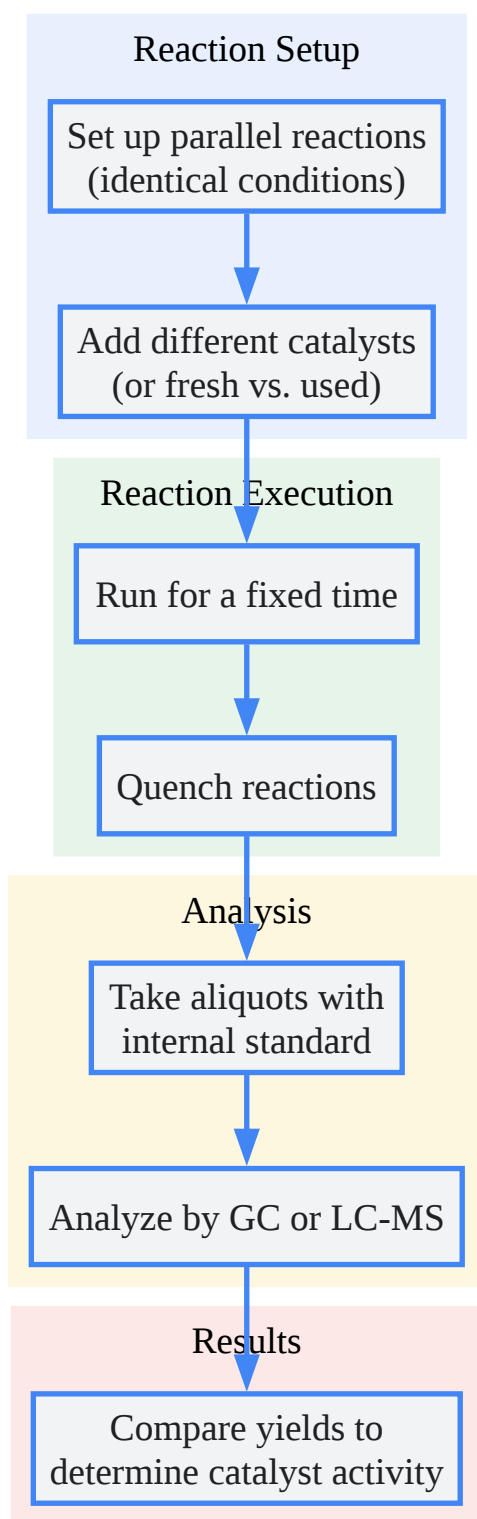 Reaction Setup
Set up parallel reactions
(identical conditions)
Add different catalysts
(or fresh vs. used)
Reaction Execution
Run for a fixed time
Quench reactions
Analysis
Take aliquots with
internal standard
Analyze by GC or LC-MS
Results
Compare yields to
determine catalyst activity